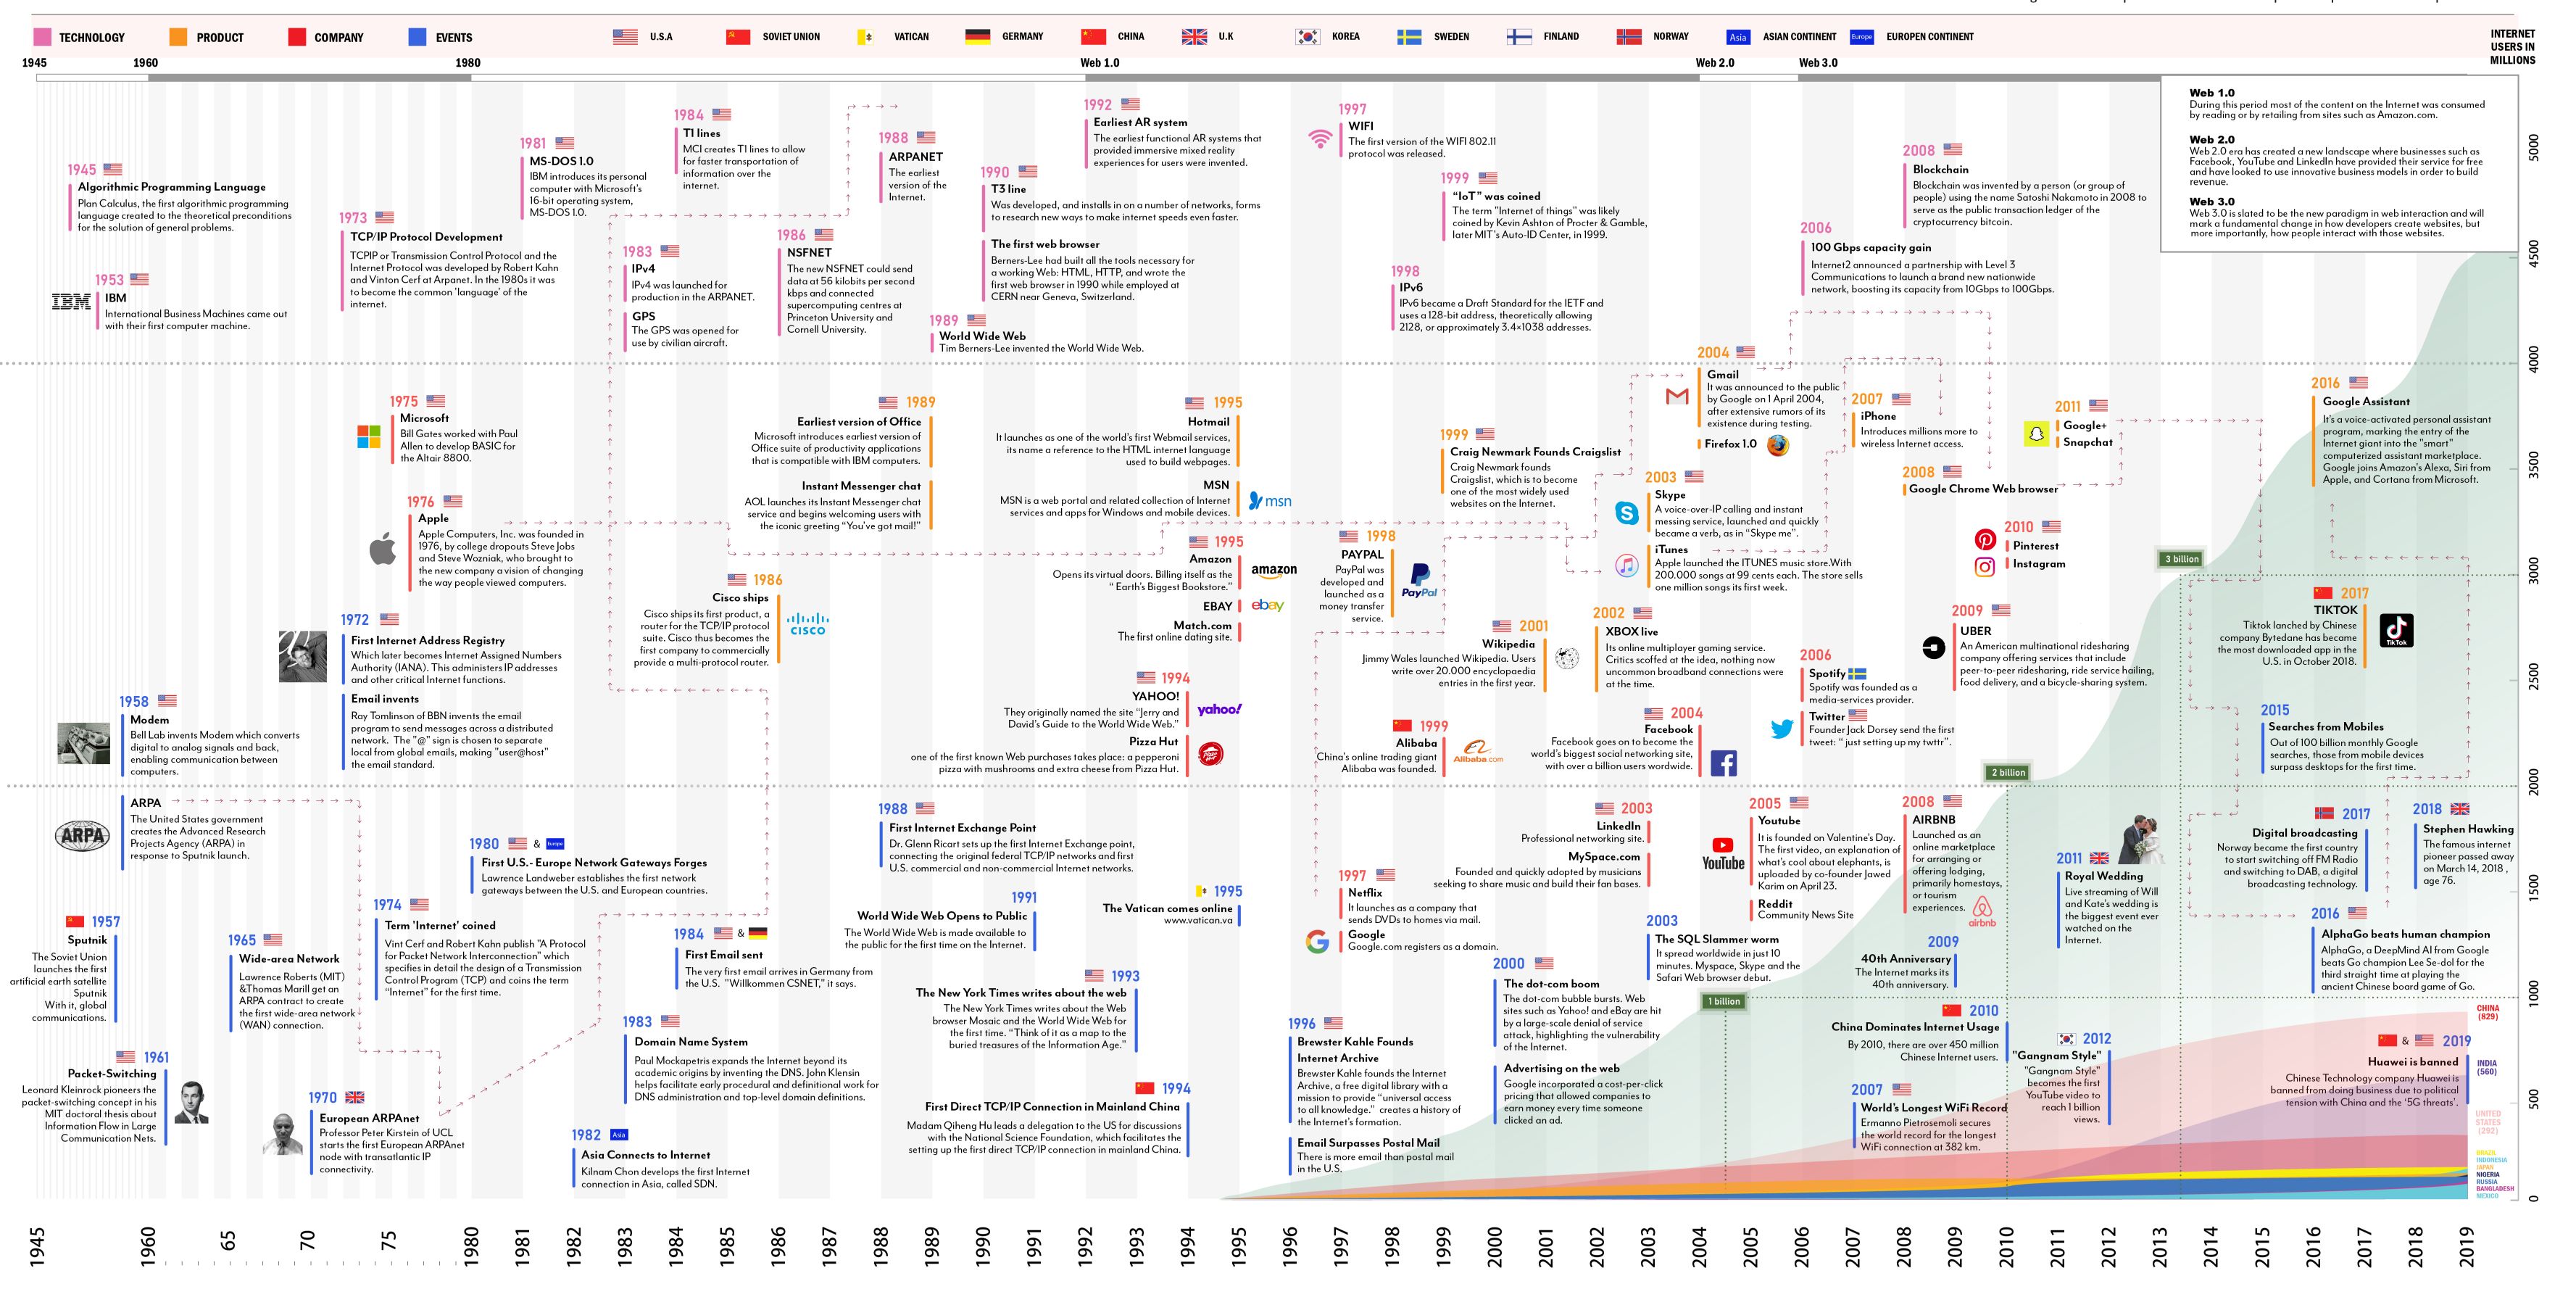 TECHNOLOGY
PRODUCT
COMPANY
EVENTS
U.S.A
SOVIET UNION
VATICAN
GERMANY
CHINA
U.K
KOREA
SWEDEN
FINLAND
NORWAY
Asia
ASIAN CONTINENT
Europe
EUROPEN CONTINENT
INTERNET
USERS IN
MILLIONS
1945
1960
1980
Web 1.0
Web 2.0
Web 3.0
Web 1.0
During this period most of the content on the Internet was consumed
by reading or by retailing from sites such as Amazon.com.
Web 2.0
Web 2.0 era has created a new landscape where businesses such as
Facebook, YouTube and LinkedIn have provided their service for free
and have looked to use innovative business models in order to build
revenue.
Web 3.0
Web 3.0 is slated to be the new paradigm in web interaction and will
mark a fundamental change in how developers create websites, but
more importantly, how people interact with those websites.
1945
Algorithmic Programming Language
Plan Calculus, the first algorithmic programming
language created to the theoretical preconditions
for the solution of general problems.
1953
IBM
IBM
International Business Machines came out
with their first computer machine.
1973
TCP/IP Protocol Development
TCPIP or Transmission Control Protocol and the
Internet Protocol was developed by Robert Kahn
and Vinton Cerf at Arpanet. In the 1980s it was
to become the common 'language' of the
internet.
1981
MS-DOS 1.0
IBM introduces its personal
computer with Microsoft's
16-bit operating system,
MS-DOS 1.0.
1984
T1 lines
MCI creates T1 lines to allow
for faster transportation of
information over the
internet.
1983
IPv4
IPv4 was launched for
production in the ARPANET.
GPS
The GPS was opened for
use by civilian aircraft.
1986
NSFNET
The new NSFNET could send
data at 56 kilobits per second
kbps and connected
supercomputing centres at
Princeton University and
Cornell University.
1988
ARPANET
The earliest
version of the
Internet.
1990
T3 line
Was developed, and installs in on a number of networks, forms
to research new ways to make internet speeds even faster.
The first web browser
Berners-Lee had built all the tools necessary for
a working Web: HTML, HTTP, and wrote the
first web browser in 1990 while employed at
CERN near Geneva, Switzerland.
1989
World Wide Web
Tim Berners-Lee invented the World Wide Web.
1992
Earliest AR system
The earliest functional AR systems that
provided immersive mixed reality
experiences for users were invented.
1997
WIFI
The first version of the WIFI 802.11
protocol was released.
1999
"IoT" was coined
The term "Internet of things" was likely
coined by Kevin Ashton of Procter & Gamble,
later MIT's Auto-ID Center, in 1999.
1998
IPv6
IPv6 became a Draft Standard for the IETF and
uses a 128-bit address, theoretically allowing
2128, or approximately 3.4×1038 addresses.
2008
Blockchain
Blockchain was invented by a person (or group of
people) using the name Satoshi Nakamoto in 2008 to
serve as the public transaction ledger of the
cryptocurrency bitcoin.
2006
100 Gbps capacity gain
Internet2 announced a partnership with Level 3
Communications to launch a brand new nationwide
network, boosting its capacity from 10Gbps to 100Gbps.
1975
Microsoft
Bill Gates worked with Paul
Allen to develop BASIC for
the Altair 8800.
1976
Apple
Apple Computers, Inc. was founded in
1976, by college dropouts Steve Jobs
and Steve Wozniak, who brought to
the new company a vision of changing
the way people viewed computers.
1972
First Internet Address Registry
Which later becomes Internet Assigned Numbers
Authority (IANA). This administers IP addresses
and other critical Internet functions.
Email invents
Ray Tomlinson of BBN invents the email
program to send messages across a distributed
network. The "@" sign is chosen to separate
local from global emails, making "user@host"
the email standard.
1958
Modem
Bell Lab invents Modem which converts
digital to analog signals and back,
enabling communication between
computers.
1989
Earliest version of Office
Microsoft introduces earliest version of
Office suite of productivity applications
that is compatible with IBM computers.
Instant Messenger chat
AOL launches its Instant Messenger chat
service and begins welcoming users with
the iconic greeting "You've got mail!"
1986
Cisco ships
Cisco ships its first product, a
router for the TCP/IP protocol
suite. Cisco thus becomes the
first company to commercially
provide a multi-protocol router.
CISCO
1995
Hotmail
It launches as one of the world's first Webmail services,
its name a reference to the HTML internet language
used to build webpages.
MSN
MSN is a web portal and related collection of Internet
services and apps for Windows and mobile devices.
msn
1995
Amazon
Opens its virtual doors. Billing itself as the
" Earth's Biggest Bookstore."
amazon
EBAY
ebay
Match.com
The first online dating site.
1994
YAHOO!
They originally named the site "Jerry and
David's Guide to the World Wide Web."
yahoo!
Pizza Hut
one of the first known Web purchases takes place: a pepperoni
pizza with mushrooms and extra cheese from Pizza Hut.
1998
PAYPAL
PayPal was
developed and
launched as a
money transfer
service.
PayPal
1999
Craig Newmark Founds Craigslist
Craig Newmark founds
Craigslist, which is to become
one of the most widely used
websites on the Internet.
2001
Wikipedia
Jimmy Wales launched Wikipedia. Users
write over 20.000 encyclopaedia
entries in the first year.
1999
Alibaba
China's online trading giant
Alibaba was founded.
Alibaba.com
2004
Gmail
It was announced to the public
by Google on 1 April 2004,
after extensive rumors of its
existence during testing.
Firefox 1.0
2003
Skype
A voice-over-IP calling and instant
messing service, launched and quickly
became a verb, as in "Skype me".
iTunes
Apple launched the ITUNES music store.With
200.000 songs at 99 cents each. The store sells
one million songs its first week.
2002
XBOX live
Its online multiplayer gaming service.
Critics scoffed at the idea, nothing now
uncommon broadband connections were
at the time.
2004
Facebook
Facebook goes on to become the
world's biggest social networking site,
with over a billion users wordwide.
2007
iPhone
Introduces millions more to
wireless Internet access.
2008
Google Chrome Web browser
2011
Google+
Snapchat
2010
Pinterest
Instagram
2009
UBER
An American multinational ridesharing
company offering services that include
peer-to-peer ridesharing, ride service hailing,
food delivery, and a bicycle-sharing system.
2006
Spotify
Spotify was founded as a
media-services provider.
Twitter
Founder Jack Dorsey send the first
tweet: " just setting up my twttr".
2016
Google Assistant
It's a voice-activated personal assistant
program, marking the entry of the
Internet giant into the "smart"
computerized assistant marketplace.
Google joins Amazon's Alexa, Siri from
Apple, and Cortana from Microsoft.
3 billion
2017
TIKTOK
Tiktok lanched by Chinese
company Bytedane has became
the most downloaded app in the
U.S. in October 2018.
TikTok
2015
Searches from Mobiles
Out of 100 billion monthly Google
searches, those from mobile devices
surpass desktops for the first time.
2 billion
ARPA
ARPA
The United States government
creates the Advanced Research
Projects Agency (ARPA) in
response to Sputnik launch.
1957
Sputnik
The Soviet Union
launches the first
artificial earth satellite
Sputnik
With it, global
communications.
1961
Packet-Switching
Leonard Kleinrock pioneers the
packet-switching concept in his
MIT doctoral thesis about
Information Flow in Large
Communication Nets.
1965
Wide-area Network
Lawrence Roberts (MIT)
&Thomas Marill get an
ARPA contract to create
the first wide-area network
(WAN) connection.
1970
European ARPAnet
Professor Peter Kirstein of UCL
starts the first European ARPAnet
node with transatlantic IP
connectivity.
1974
Term 'Internet' coined
Vint Cerf and Robert Kahn publish "A Protocol
for Packet Network Interconnection" which
specifies in detail the design of a Transmission
Control Program (TCP) and coins the term
"Internet" for the first time.
1980 & Europe
First U.S.- Europe Network Gateways Forges
Lawrence Landweber establishes the first network
gateways between the U.S. and European countries.
1984 &
First Email sent
The very first email arrives in Germany from
the U.S. "Willkommen CSNET," it says.
1983
Domain Name System
Paul Mockapetris expands the Internet beyond its
academic origins by inventing the DNS. John Klensin
helps facilitate early procedural and definitional work for
DNS administration and top-level domain definitions.
1982 Asia
Asia Connects to Internet
Kilnam Chon develops the first Internet
connection in Asia, called SDN.
1988
First Internet Exchange Point
Dr. Glenn Ricart sets up the first Internet Exchange point,
connecting the original federal TCP/IP networks and first
U.S. commercial and non-commercial Internet networks.
1991
World Wide Web Opens to Public
The World Wide Web is made available to
the public for the first time on the Internet.
1995
The Vatican comes online
www.vatican.va
1993
The New York Times writes about the web
The New York Times writes about the Web
browser Mosaic and the World Wide Web for
the first time. "Think of it as a map to the
buried treasures of the Information Age."
1994
First Direct TCP/IP Connection in Mainland China
Madam Qiheng Hu leads a delegation to the US for discussions
with the National Science Foundation, which facilitates the
setting up the first direct TCP/IP connection in mainland China.
1997
Netflix
It launches as a company that
sends DVDs to homes via mail.
Google
Google.com registers as a domain.
1996
Brewster Kahle Founds
Internet Archive
Brewster Kahle founds the Internet
Archive, a free digital library with a
mission to provide "universal access
to all knowledge." creates a history of
the Internet's formation.
Email Surpasses Postal Mail
There is more email than postal mail
in the U.S.
2000
The dot-com boom
The dot-com bubble bursts. Web
sites such as Yahoo! and eBay are hit
by a large-scale denial of service
attack, highlighting the vulnerability
of the Internet.
Advertising on the web
Google incorporated a cost-per-click
pricing that allowed companies to
earn money every time someone
clicked an ad.
2003
LinkedIn
Professional networking site.
MySpace.com
Founded and quickly adopted by musicians
seeking to share music and build their fan bases.
2003
The SQL Slammer worm
It spread worldwide in just 10
minutes. Myspace, Skype and the
Safari Web browser debut.
1 billion
2005
Youtube
It is founded on Valentine's Day.
The first video, an explanation of
what's cool about elephants, is
uploaded by co-founder Jawed
Karim on April 23.
YouTube
Reddit
Community News Site
2008
AIRBNB
Launched as an
online marketplace
for arranging or
offering lodging,
primarily homestays,
or tourism
experiences.
airbnb
2009
40th Anniversary
The Internet marks its
40th anniversary.
2010
China Dominates Internet Usage
By 2010, there are over 450 million
Chinese Internet users.
2007
World's Longest WiFi Record
Ermanno Pietrosemoli secures
the world record for the longest
WiFi connection at 382 km.
2011
Royal Wedding
Live streaming of Will
and Kate's wedding is
the biggest event ever
watched on the
Internet.
2012
"Gangnam Style"
"Gangnam Style"
becomes the first
YouTube video to
reach 1 billion
views.
2017
Digital broadcasting
Norway became the first country
to start switching off FM Radio
and switching to DAB, a digital
broadcasting technology.
2018
Stephen Hawking
The famous internet
pioneer passed away
on March 14, 2018 ,
age 76.
2016
AlphaGo beats human champion
AlphaGo, a DeepMind AI from Google
beats Go champion Lee Se-dol for the
third straight time at playing the
ancient Chinese board game of Go.
& 2019
Huawei is banned
Chinese Technology company Huawei is
banned from doing business due to political
tension with China and the '5G threats'.
CHINA
(829)
INDIA
(560)
UNITED
STATES
(292)
BRAZIL
INDONESIA
JAPAN
NIGERIA
RUSSIA
BANGLADESH
MEXICO
5000
4500
4000
3500
3000
2500
2000
1500
1000
500
0
1945
1960
65
70
75
1980
1981
1982
1983
1984
1985
1986
1987
1988
1989
1990
1991
1992
1993
1994
1995
1996
1997
1998
1999
2000
2001
2002
2003
2004
2005
2006
2007
2008
2009
2010
2011
2012
2013
2014
2015
2016
2017
2018
2019